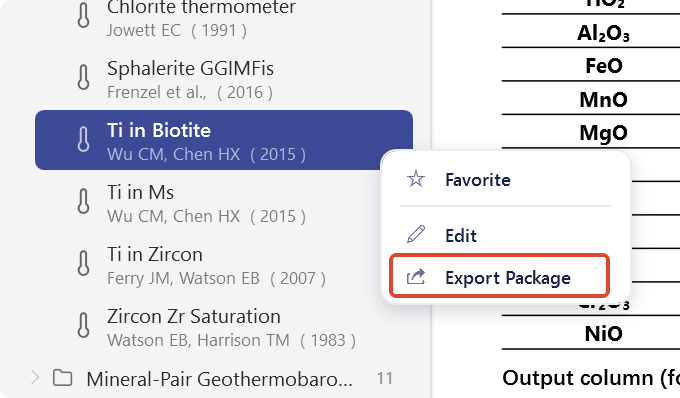 Chlorite thermometer
Jowett EC ( 1991 )
Sphalerite GGIMFis
Frenzel et al., ( 2016 )
Ti in Biotite
Wu CM, Chen HX ( 2015 )
Ti in Ms
Wu CM, Chen HX ( 2015 )
Ti in Zircon
Ferry JM, Watson EB ( 2007 )
Zircon Zr Saturation
Watson EB, Harrison TM ( 1983 )
Mineral-Pair Geothermobaro... 11
Favorite
Edit
Export Package
TiO₂
Al₂O₃
FeO
MnO
MgO
Cr₂O₃
NiO
Output column (fo